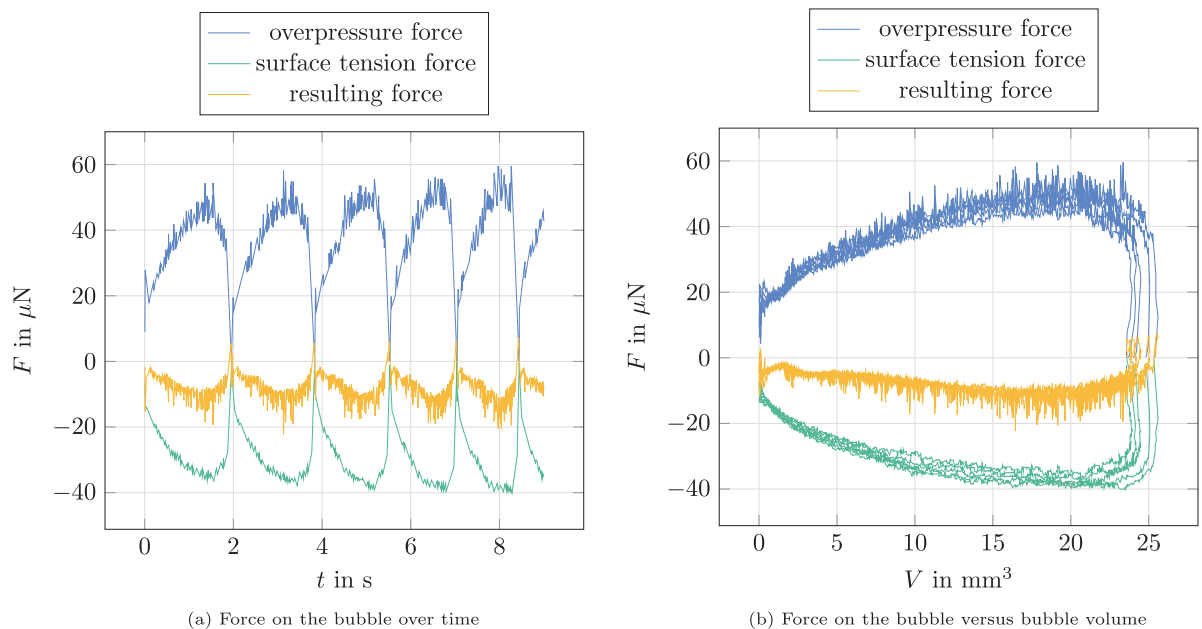 overpressure force
surface tension force
resulting force
60
40
20
0
−20
−40
F in μN
0 2 4 6 8
t in s
(a) Force on the bubble over time
overpressure force
surface tension force
resulting force
60
40
20
0
−20
−40
F in μN
0 5 10 15 20 25
V in mm³
(b) Force on the bubble versus bubble volume